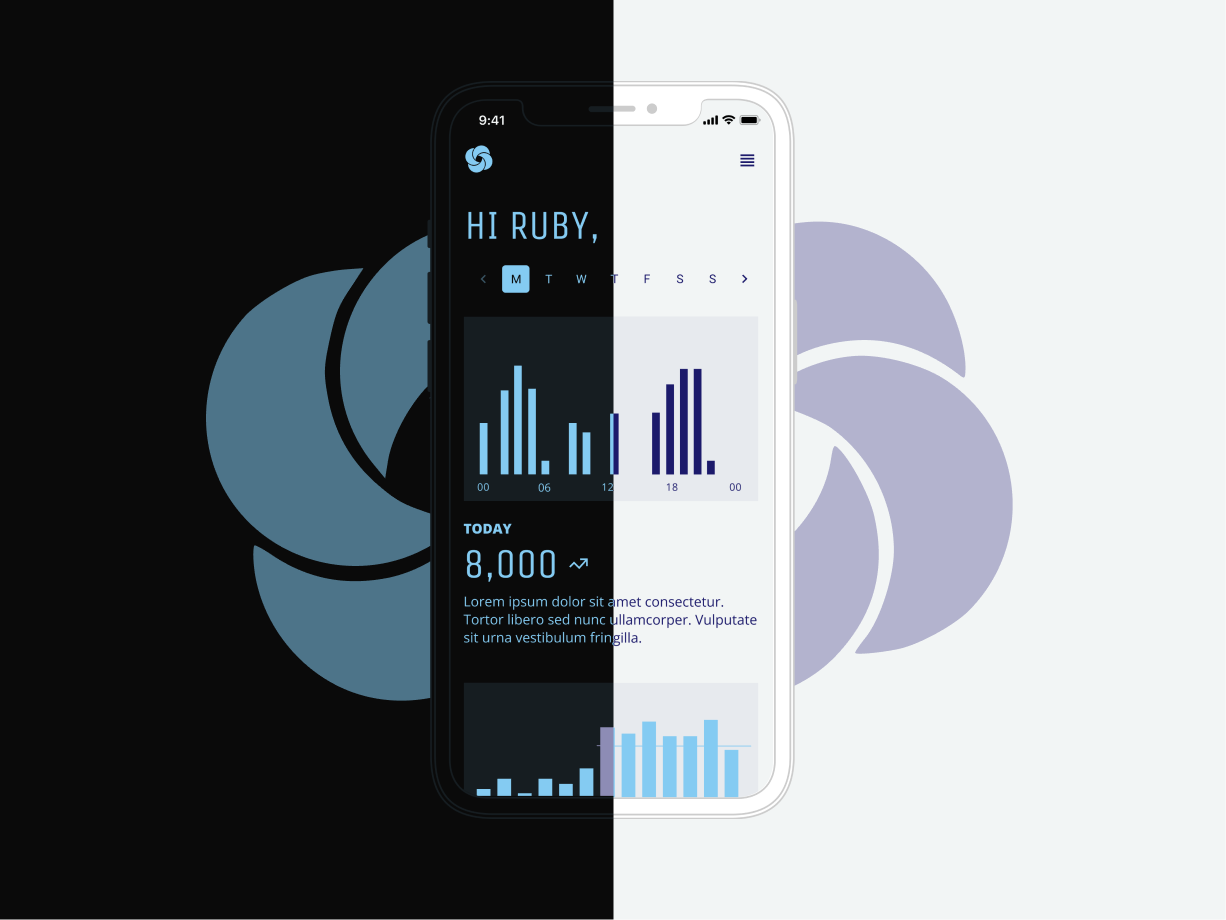 9:41
HI RUBY,
M T W T F S S
00 06 12 18 00
TODAY
8,000
Lorem ipsum dolor sit amet consectetur.
Tortor libero sed nunc ullamcorper. Vulputate
sit urna vestibulum fringilla.